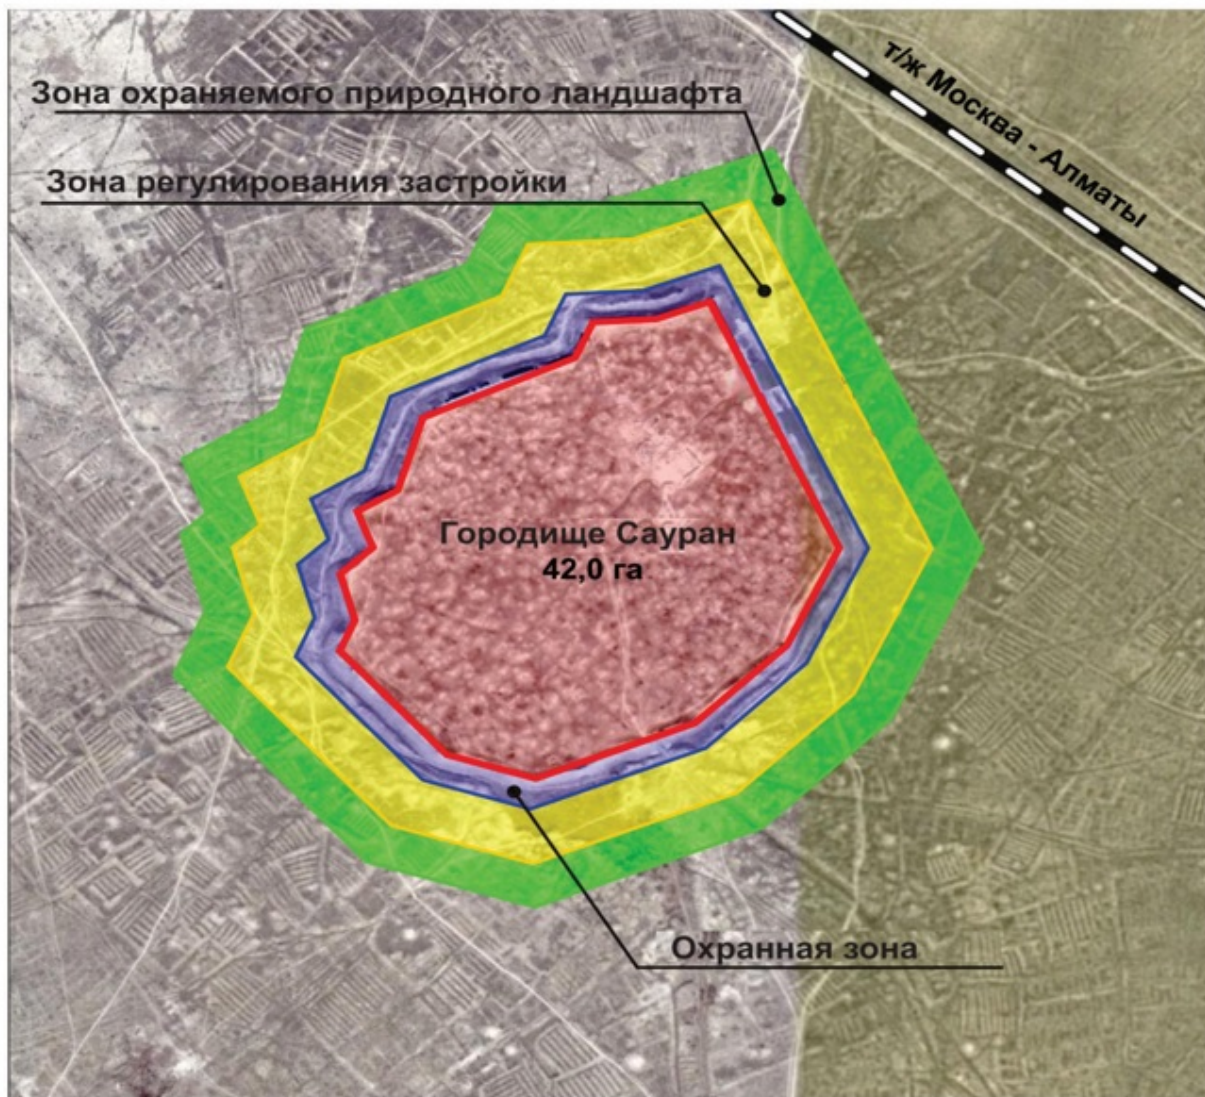 т/ж Москва - Алматы
Зона охраняемого природного ландшафта
Зона регулирования застройки
Городище Сауран
42,0 га
Охранная зона